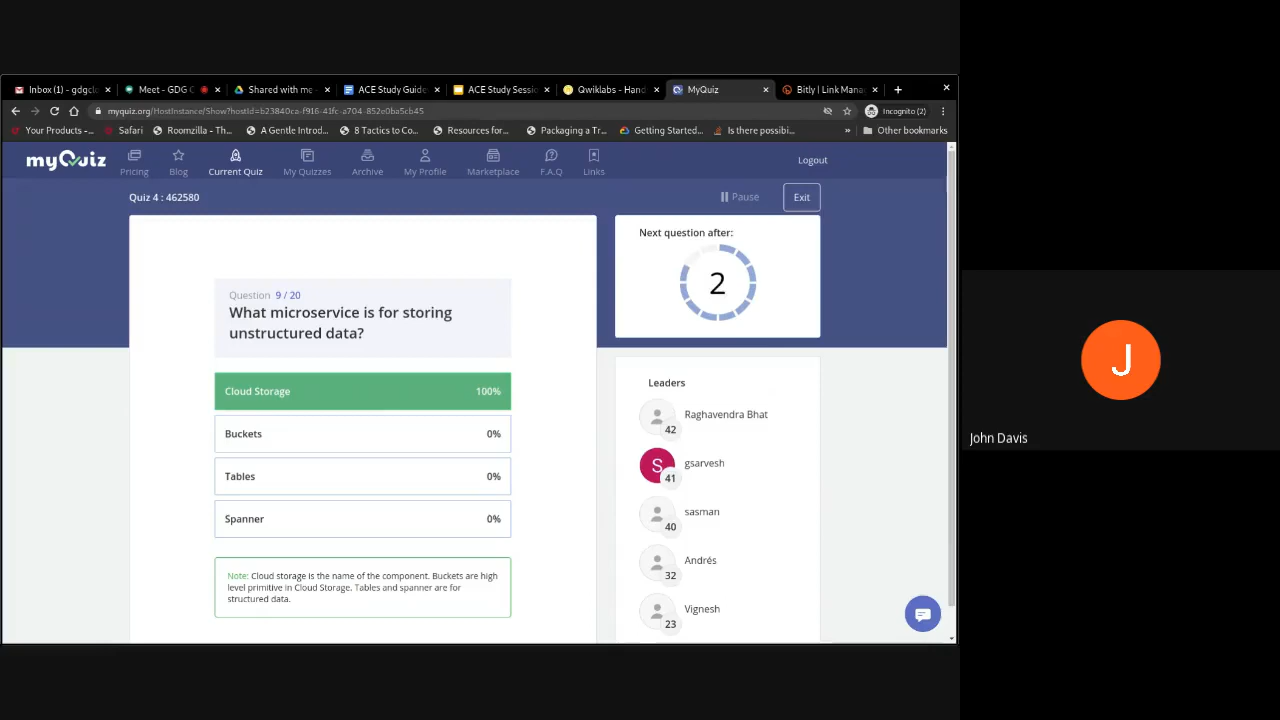 Inbox (1) - gdgclo
Meet - GDG C
Shared with me -
ACE Study Guide
ACE Study Sessi
Qwiklabs - Hand
MyQuiz
Bitly | Link Mana
myquiz.org/HostInstance/Show?hostId=b23840ca-f916-41fc-a704-852e0ba5cb45
Incognito (2)
Your Products -...
Safari
Roomzilla - Th...
A Gentle Introd...
8 Tactics to Co...
Resources for...
Packaging a Tr...
Getting Started...
Is there possibi...
»
Other bookmarks
myQuiz
Pricing
Blog
Current Quiz
My Quizzes
Archive
My Profile
Marketplace
F.A.Q
Links
Logout
Quiz 4 : 462580
Pause
Exit
Question 9 / 20
What microservice is for storing
unstructured data?
Cloud Storage 100%
Buckets 0%
Tables 0%
Spanner 0%
Note: Cloud storage is the name of the component. Buckets are high
level primitive in Cloud Storage. Tables and spanner are for
structured data.
Next question after:
2
Leaders
Raghavendra Bhat
42
S
gsarvesh
41
sasman
40
Andrés
32
Vignesh
23
J
John Davis